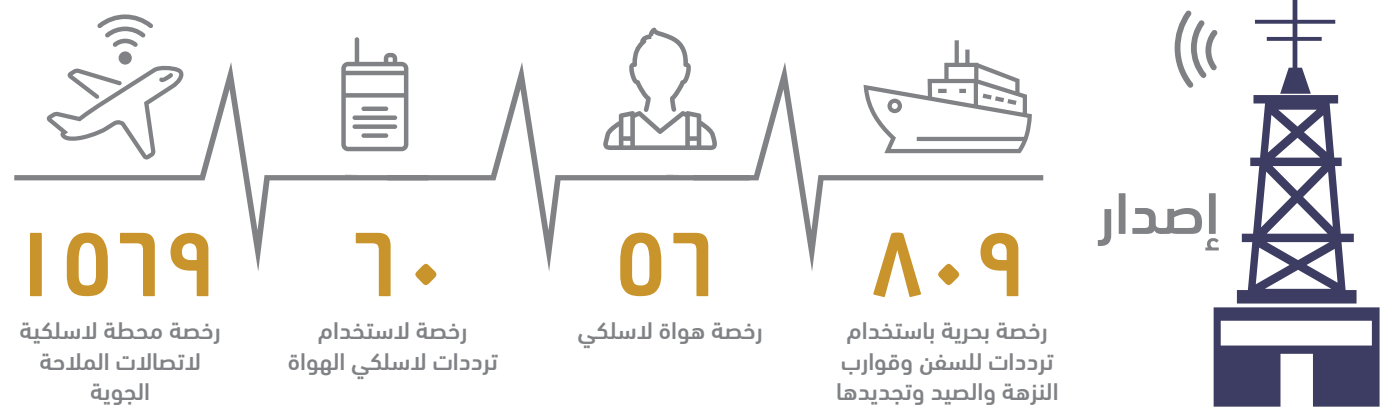 إصدار
٨٠٩
رخصة بحرية باستخدام
ترددات للسفن وقوارب
النزهة والصيد وتجديدها
٥٦
رخصة هواة لاسلكي
٦٠
رخصة لاستخدام
ترددات لاسلكي الهواة
١٥٦٩
رخصة محطة لاسلكية
لاتصالات الملاحة
الجوية